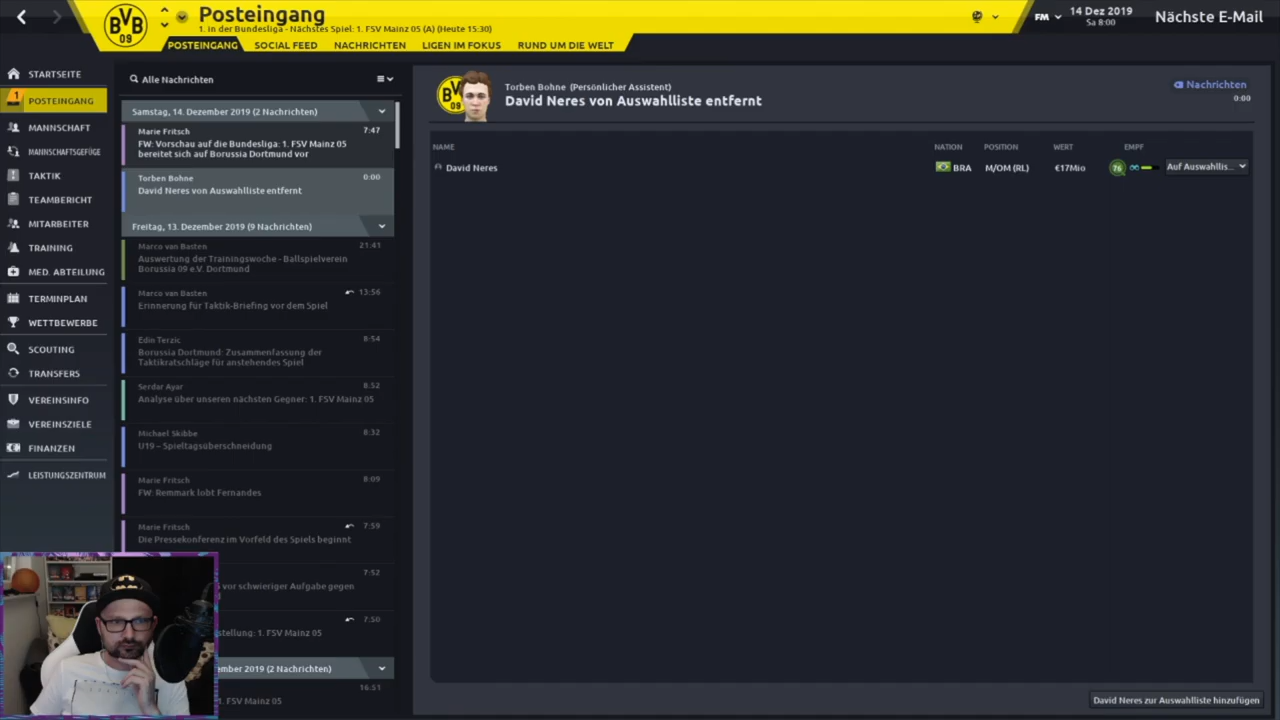 BVB
09
Posteingang
1. in der Bundesliga - Nächstes Spiel: 1. FSV Mainz 05 (A) (Heute 15:30)
FM
14 Dez 2019
Sa 8:00
Nächste E-Mail
POSTEINGANG
SOCIAL FEED
NACHRICHTEN
LIGEN IM FOKUS
RUND UM DIE WELT
STARTSEITE
1
POSTEINGANG
MANNSCHAFT
MANNSCHAFTSGEFÜGE
TAKTIK
TEAMBERICHT
MITARBEITER
TRAINING
MED. ABTEILUNG
TERMINPLAN
WETTBEWERBE
SCOUTING
TRANSFERS
VEREINSINFO
VEREINSZIELE
FINANZEN
LEISTUNGSZENTRUM
Alle Nachrichten
Samstag, 14. Dezember 2019 (2 Nachrichten)
Marie Fritsch 7:47
FW: Vorschau auf die Bundesliga: 1. FSV Mainz 05
bereitet sich auf Borussia Dortmund vor
Torben Bohne 0:00
David Neres von Auswahlliste entfernt
Freitag, 13. Dezember 2019 (9 Nachrichten)
Marco van Basten 21:41
Auswertung der Trainingswoche - Ballspielverein
Borussia 09 e.V. Dortmund
Marco van Basten 13:56
Erinnerung für Taktik-Briefing vor dem Spiel
Edin Terzic 8:54
Borussia Dortmund: Zusammenfassung der
Taktikratschläge für anstehendes Spiel
Serdar Ayar 8:52
Analyse über unseren nächsten Gegner: 1. FSV Mainz 05
Michael Skibbe 8:32
U19 – Spieltagsüberschneidung
Marie Fritsch 8:09
FW: Remmark lobt Fernandes
Marie Fritsch 7:59
Die Pressekonferenz im Vorfeld des Spiels beginnt
7:52
vor schwieriger Aufgabe gegen
7:50
stellung: 1. FSV Mainz 05
ember 2019 (2 Nachrichten)
16:51
1. FSV Mainz 05
BVB
09
Torben Bohne (Persönlicher Assistent)
David Neres von Auswahlliste entfernt
Nachrichten
0:00
NAME NATION POSITION WERT EMPF
David Neres BRA M/OM (RL) €17Mio 76 Auf Auswahllis...
David Neres zur Auswahlliste hinzufügen